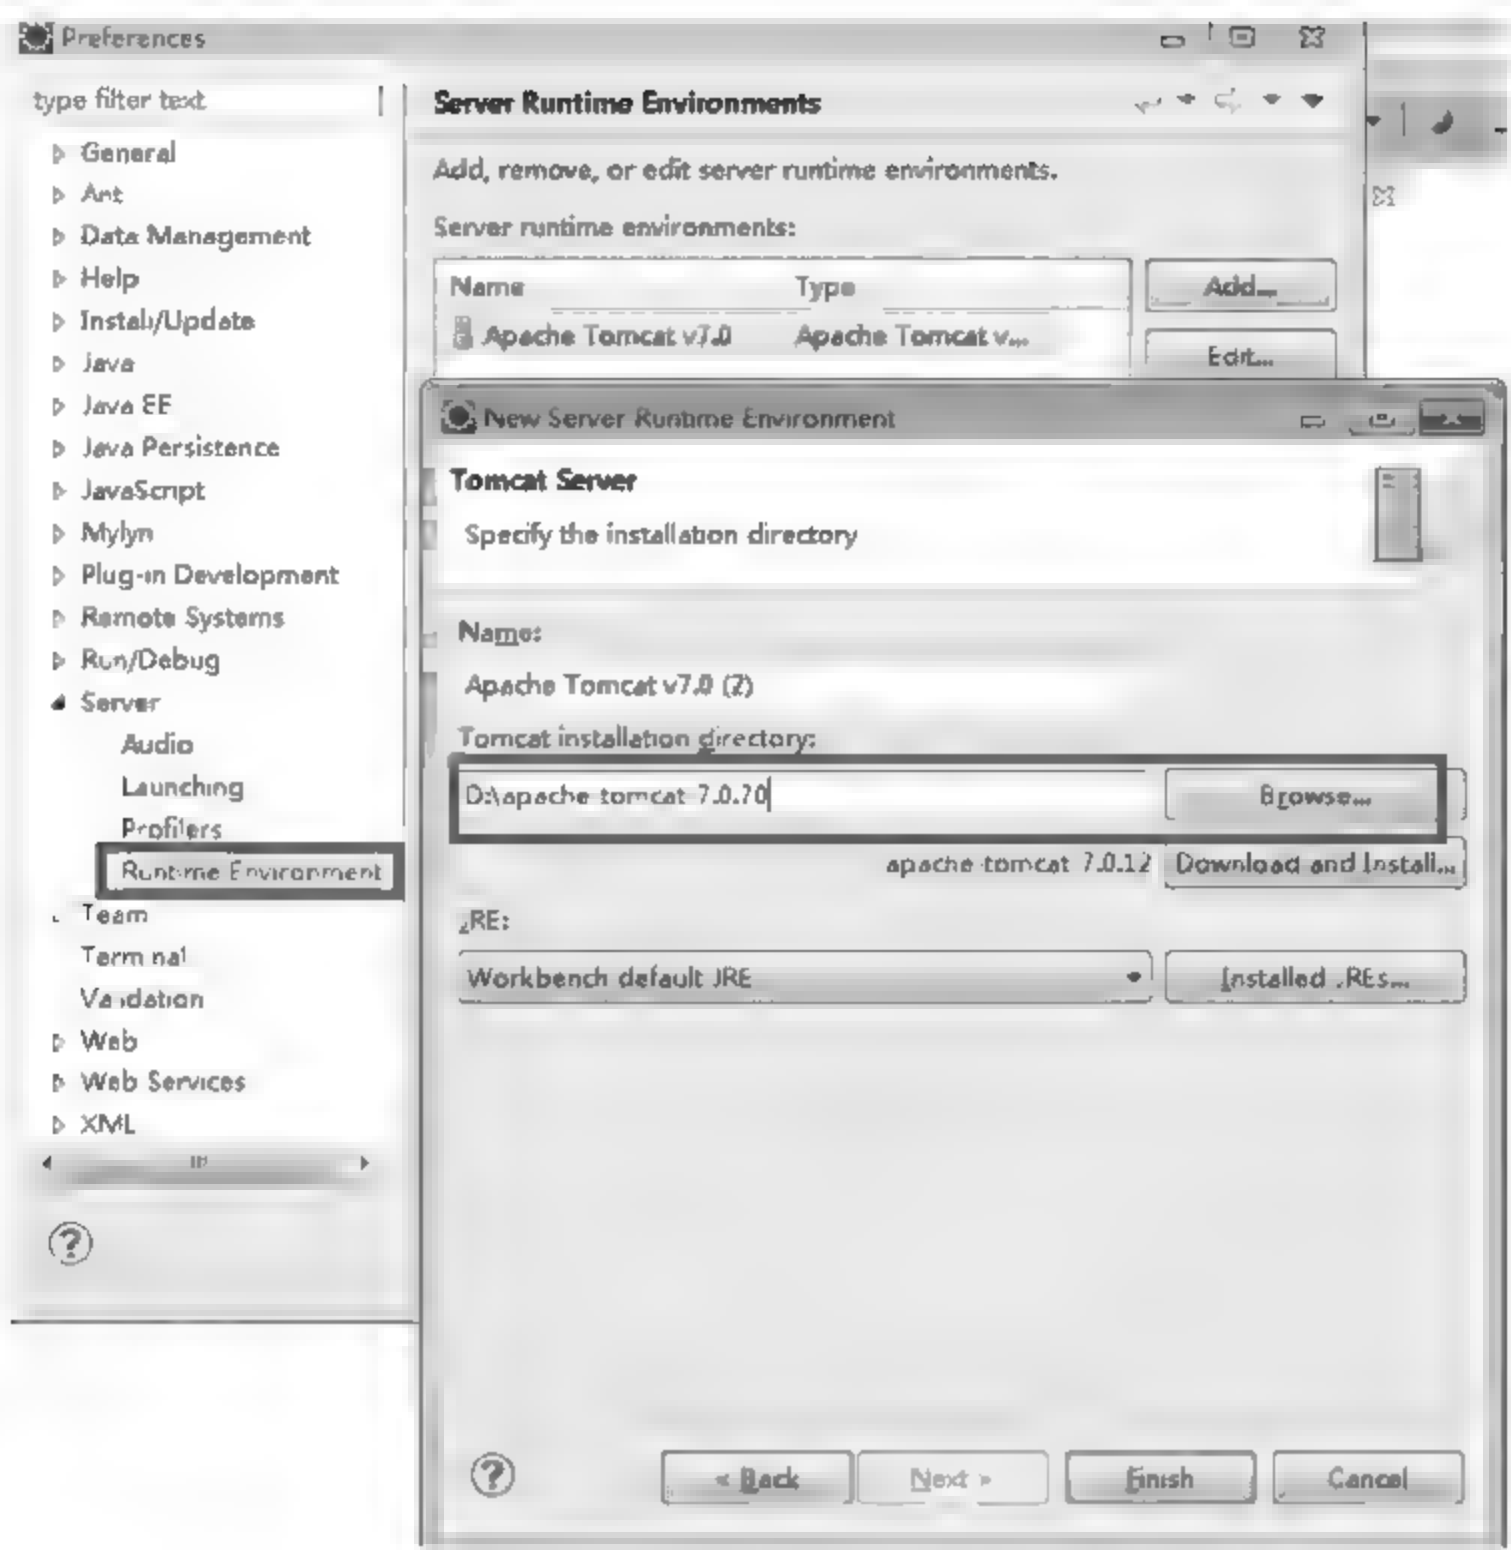 Preferences
type filter text
General
Ant
Data Management
Help
Install/Update
Java
Java EE
Java Persistence
JavaScript
Mylyn
Plug-in Development
Remote Systems
Run/Debug
Server
Audio
Launching
Profilers
Runtime Environment
Team
Terminal
Validation
Web
Web Services
XML
Server Runtime Environments
Add, remove, or edit server runtime environments.
Server runtime environments:
Name Type
Apache Tomcat v7.0 Apache Tomcat v...
Add...
Edit...
New Server Runtime Environment
Tomcat Server
Specify the installation directory
Name:
Apache Tomcat v7.0 (2)
Tomcat installation directory:
D:\apache-tomcat-7.0.70 Browse...
apache-tomcat-7.0.12 Download and Install...
JRE:
Workbench default JRE Installed JREs...
< Back Next > Finish Cancel